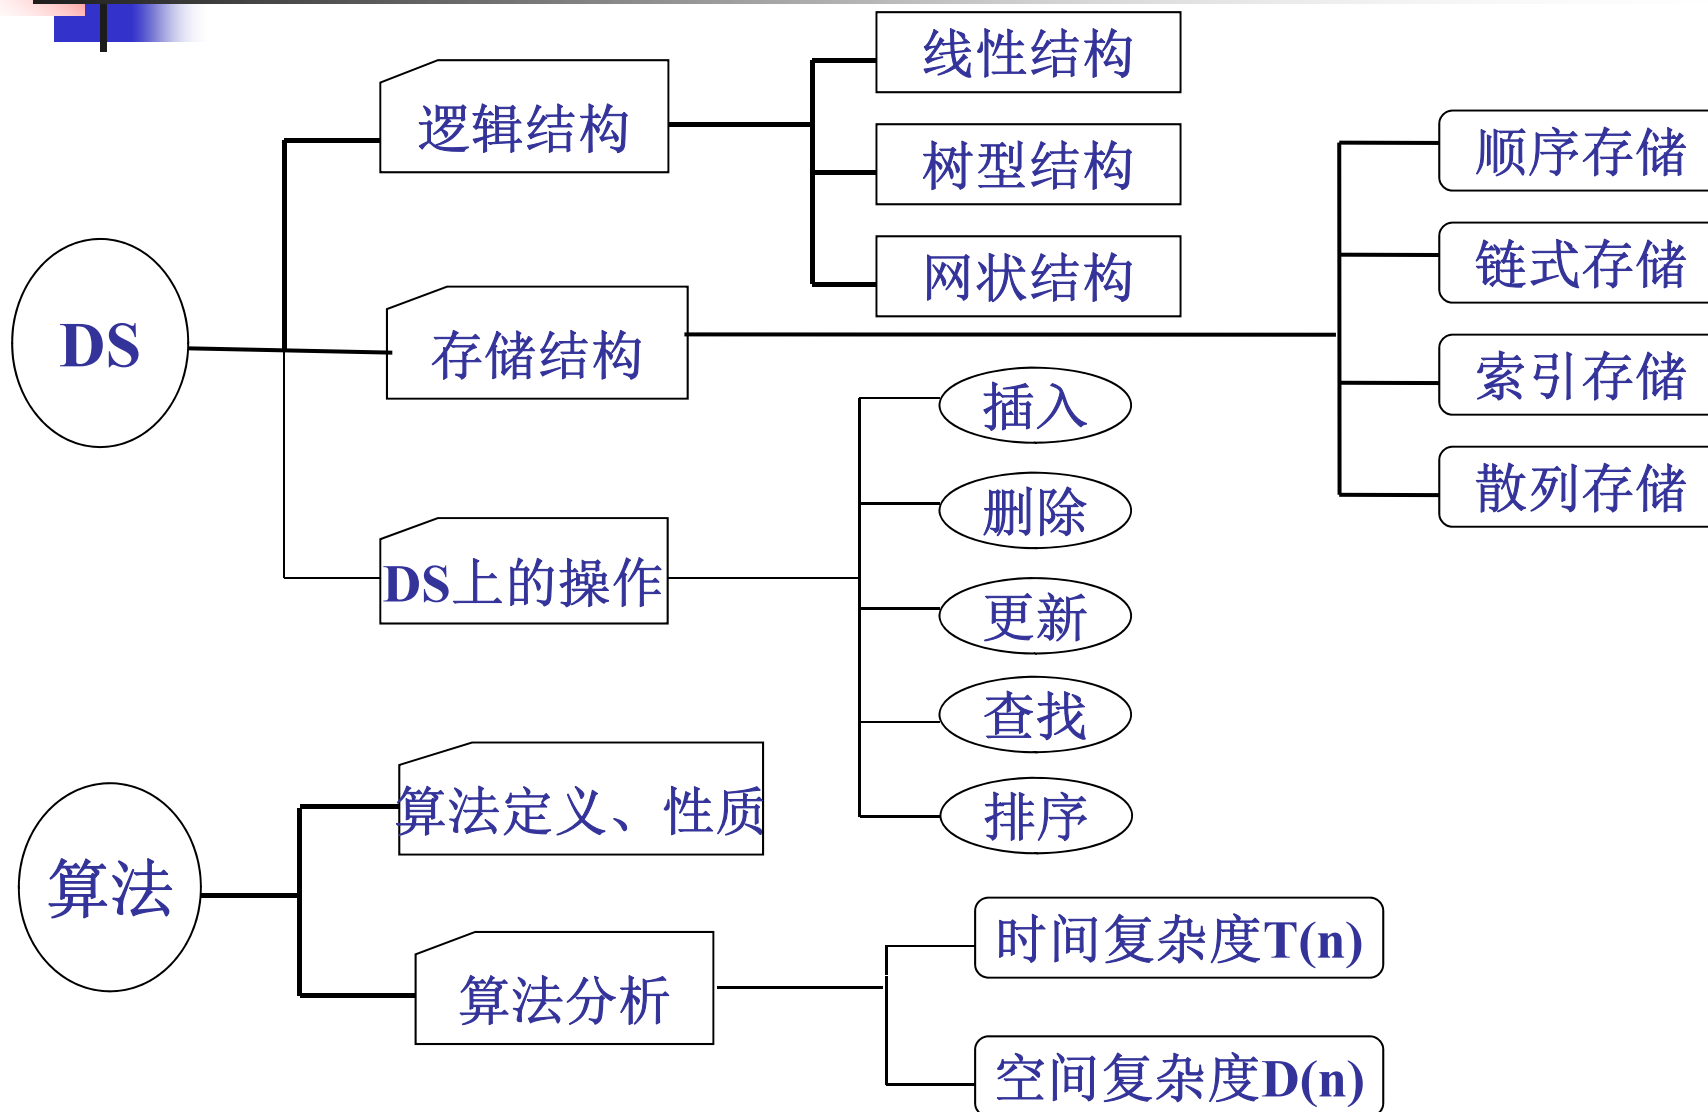 DS
逻辑结构
线性结构
树型结构
网状结构
存储结构
顺序存储
链式存储
索引存储
散列存储
DS上的操作
插入
删除
更新
查找
排序
算法
算法定义、性质
算法分析
时间复杂度T(n)
空间复杂度D(n)